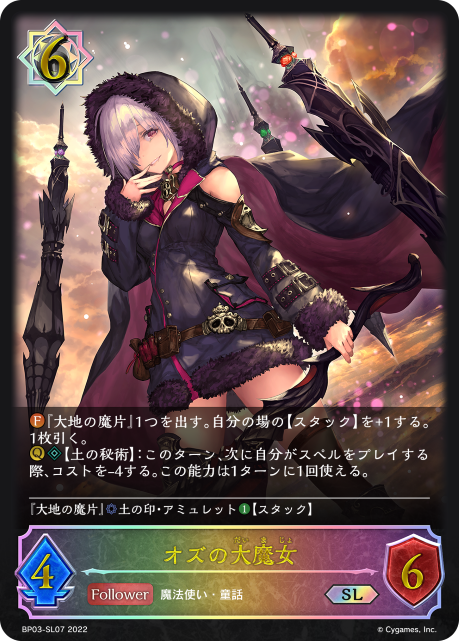 6
F『大地の魔片』1つを出す。自分の場の【スタック】を+1する。
1枚引く。
Q【土の秘術】:このターン、次に自分がスペルをプレイする
際、コストを-4する。この能力は1ターンに1回使える。
『大地の魔片』土の印・アミュレット1【スタック】
だいまじょ
オズの大魔女
4
Follower 魔法使い・童話
SL
6
BP03-SL07 2022
© Cygames, Inc.